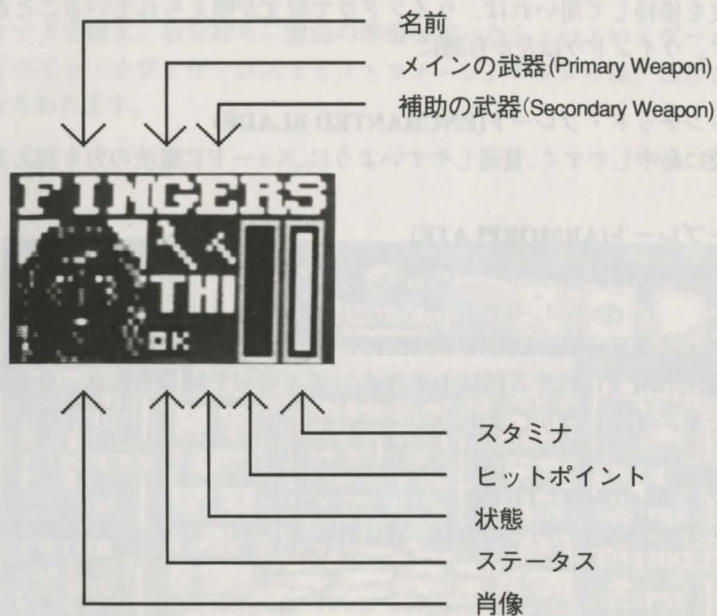 名前
メインの武器(Primary Weapon)
補助の武器(Secondary Weapon)
FINGERS
THI
OK
スタミナ
ヒットポイント
状態
ステータス
肖像